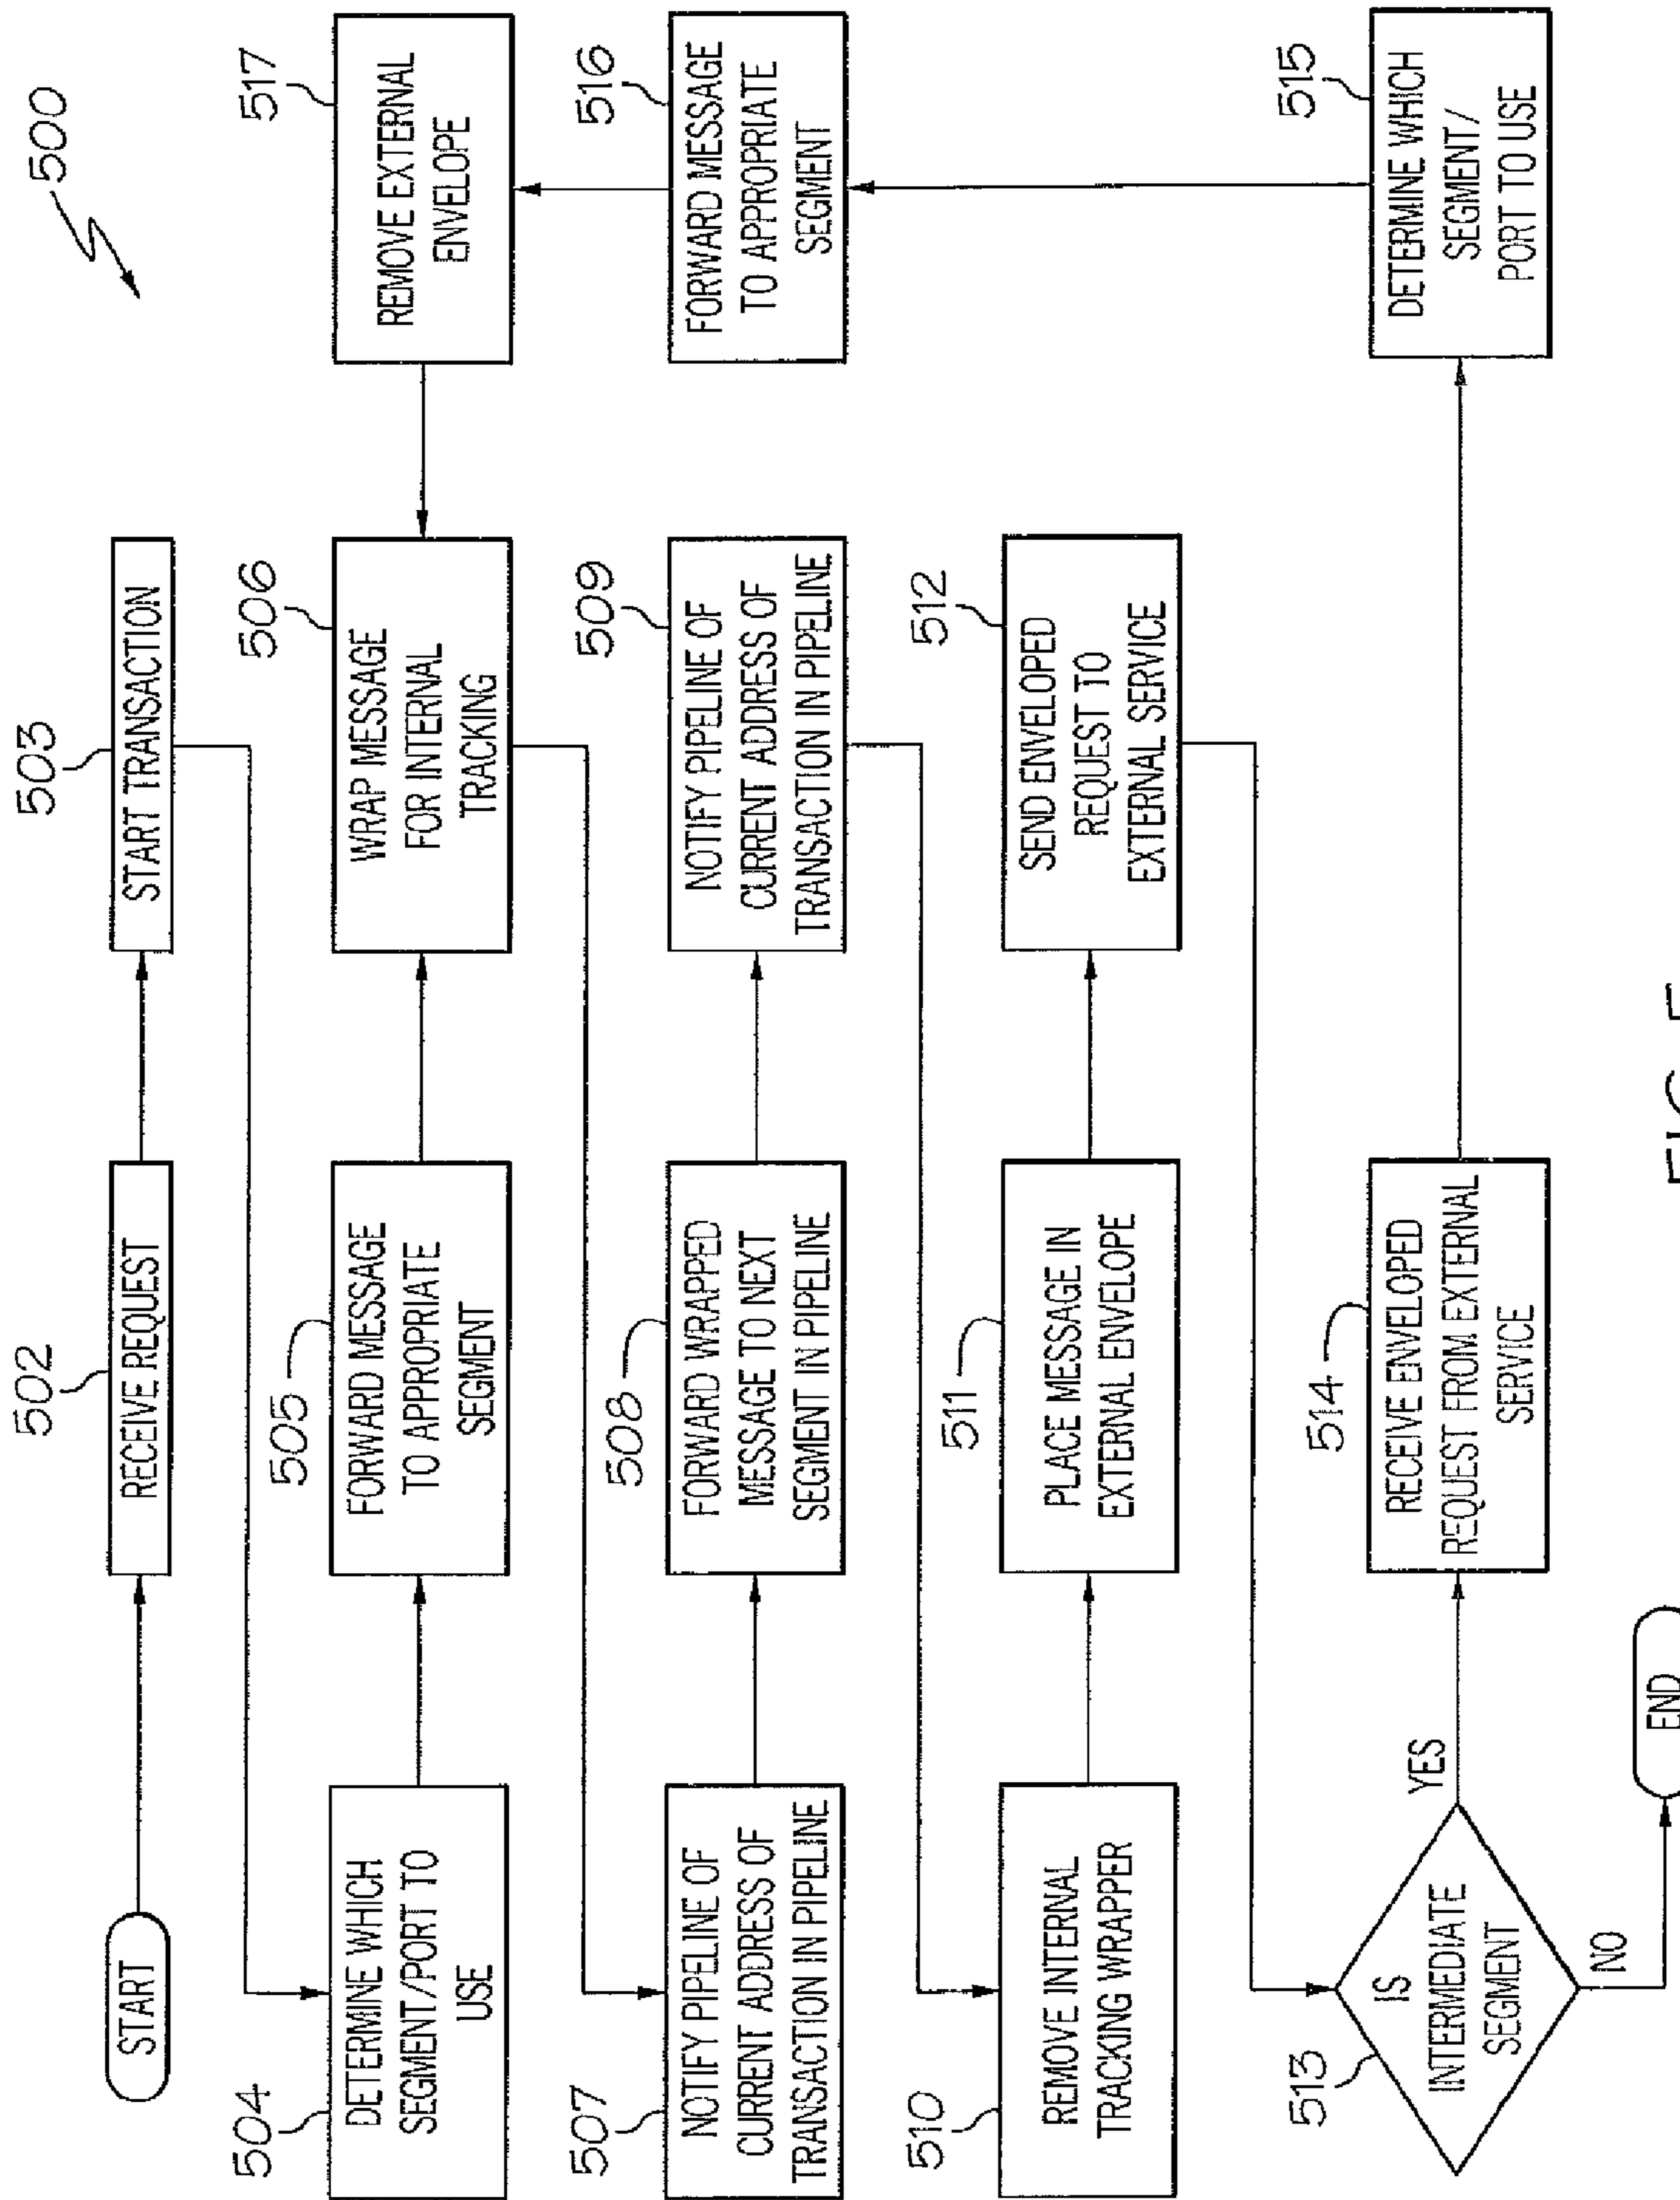 500
START
502
RECEIVE REQUEST
503
START TRANSACTION
504
DETERMINE WHICH
SEGMENT/PORT TO
USE
505
FORWARD MESSAGE
TO APPROPRIATE
SEGMENT
506
WRAP MESSAGE
FOR INTERNAL
TRACKING
517
REMOVE EXTERNAL
ENVELOPE
507
NOTIFY PIPELINE OF
CURRENT ADDRESS OF
TRANSACTION IN PIPELINE
508
FORWARD WRAPPED
MESSAGE TO NEXT
SEGMENT IN PIPELINE
509
NOTIFY PIPELINE OF
CURRENT ADDRESS OF
TRANSACTION IN PIPELINE
516
FORWARD MESSAGE
TO APPROPRIATE
SEGMENT
510
REMOVE INTERNAL
TRACKING WRAPPER
511
PLACE MESSAGE IN
EXTERNAL ENVELOPE
512
SEND ENVELOPED
REQUEST TO
EXTERNAL SERVICE
513
IS
INTERMEDIATE
SEGMENT
YES
NO
514
RECEIVE ENVELOPED
REQUEST FROM EXTERNAL
SERVICE
515
DETERMINE WHICH
SEGMENT/
PORT TO USE
END